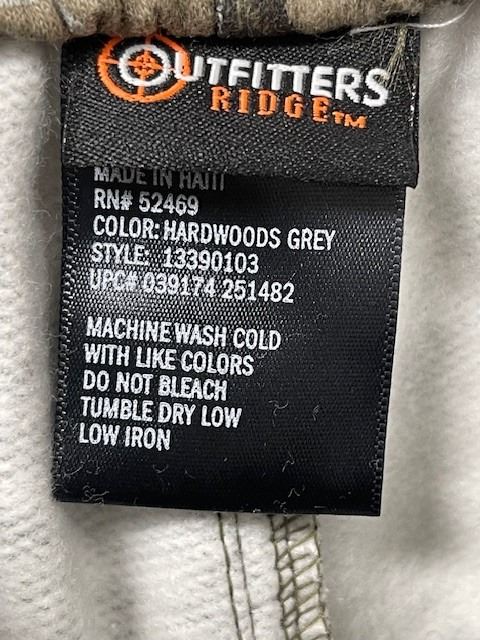 OUTFITTERS
RIDGE™
MADE IN HAITI
RN# 52469
COLOR: HARDWOODS GREY
STYLE: 13390103
UPC# 039174 251482
MACHINE WASH COLD
WITH LIKE COLORS
DO NOT BLEACH
TUMBLE DRY LOW
LOW IRON